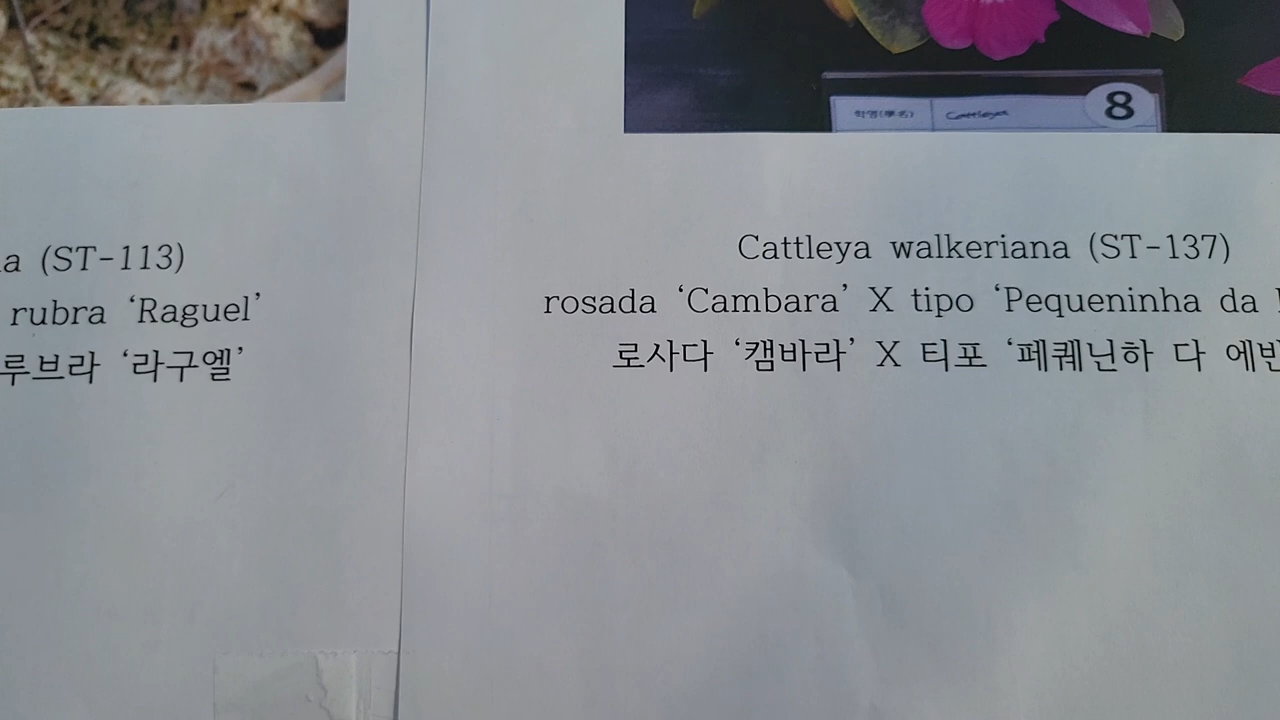 학명(學名) Cattleya 8
(ST-113)
rubra ‘Raguel’
루브라 ‘라구엘’
Cattleya walkeriana (ST-137)
rosada ‘Cambara’ X tipo ‘Pequeninha da
로사다 ‘캠바라’ X 티포 ‘페퀘닌하 다